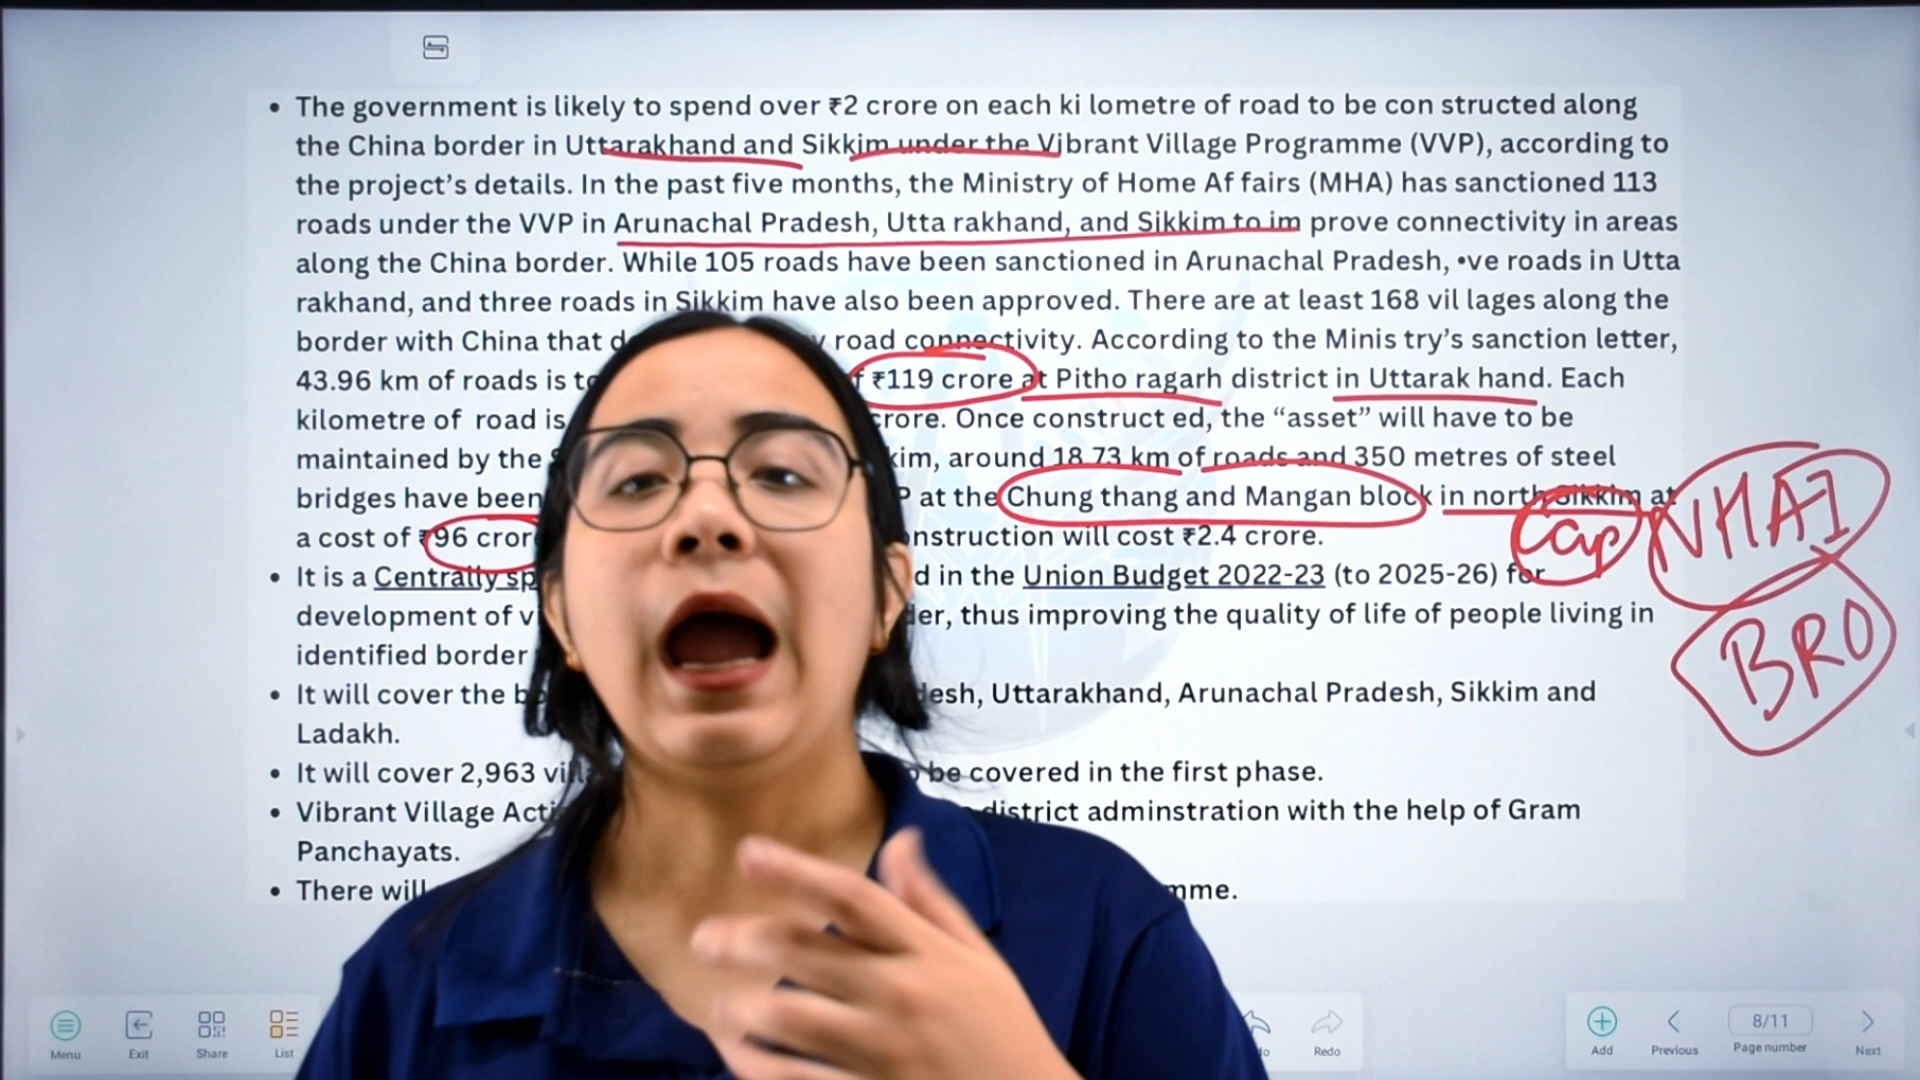 • The government is likely to spend over ₹2 crore on each ki lometre of road to be con structed along
the China border in Uttarakhand and Sikkim under the Vibrant Village Programme (VVP), according to
the project's details. In the past five months, the Ministry of Home Af fairs (MHA) has sanctioned 113
roads under the VVP in Arunachal Pradesh, Utta rakhand, and Sikkim to im prove connectivity in areas
along the China border. While 105 roads have been sanctioned in Arunachal Pradesh, •ve roads in Utta
rakhand, and three roads in Sikkim have also been approved. There are at least 168 vil lages along the
border with China that road connectivity. According to the Minis try's sanction letter,
43.96 km of roads is ₹119 crore at Pitho ragarh district in Uttarak hand. Each
kilometre of road is crore. Once construct ed, the “asset” will have to be
maintained by the around 18.73 km of roads and 350 metres of steel
bridges have been at the Chung thang and Mangan block in north Sikkim at
a cost of ₹96 will cost ₹2.4 crore.
• It is a Centrally in the Union Budget 2022-23 (to 2025-26) for
development of thus improving the quality of life of people living in
identified border
• It will cover the Uttarakhand, Arunachal Pradesh, Sikkim and
Ladakh.
• It will cover 2,963 be covered in the first phase.
• Vibrant Village district adminstration with the help of Gram
Panchayats.
• There will
Cap NHAI
BRO
Menu Exit Share List Redo Add Previous 8/11 Page number Next